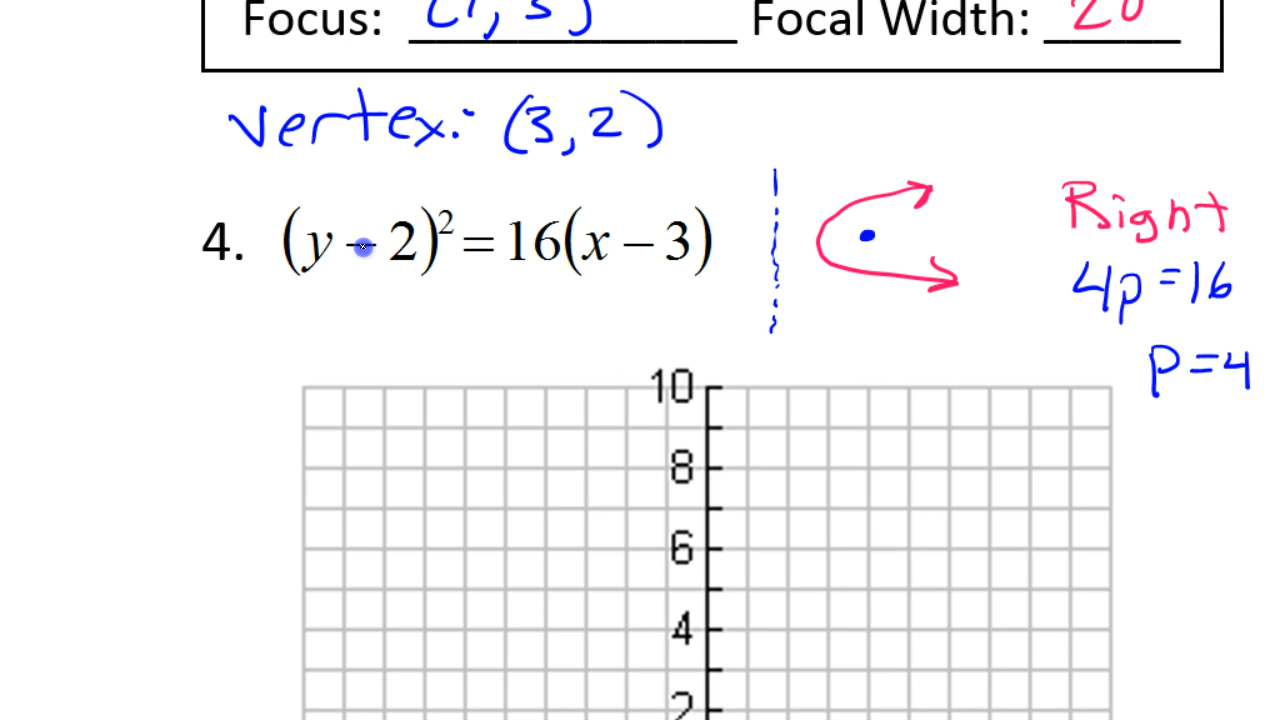 Focus: Focal Width: 20
vertex: (3, 2)
4. (y − 2)² = 16(x − 3)
Right
4p = 16
p = 4
10
8
6
4
2